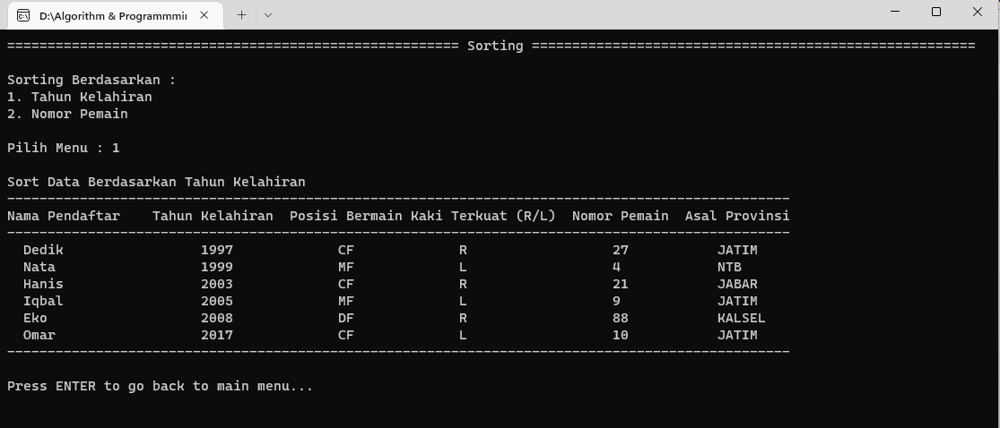 D:\Algorithm & Programmmin
====================================================== Sorting ======================================================
Sorting Berdasarkan :
1. Tahun Kelahiran
2. Nomor Pemain
Pilih Menu : 1
Sort Data Berdasarkan Tahun Kelahiran
-------------------------------------------------------------------------------------------------
Nama Pendaftar    Tahun Kelahiran  Posisi Bermain Kaki Terkuat (R/L)  Nomor Pemain  Asal Provinsi
-------------------------------------------------------------------------------------------------
Dedik 1997 CF R 27 JATIM
Nata 1999 MF L 4 NTB
Hanis 2003 CF R 21 JABAR
Iqbal 2005 MF L 9 JATIM
Eko 2008 DF R 88 KALSEL
Omar 2017 CF L 10 JATIM
-------------------------------------------------------------------------------------------------
Press ENTER to go back to main menu...